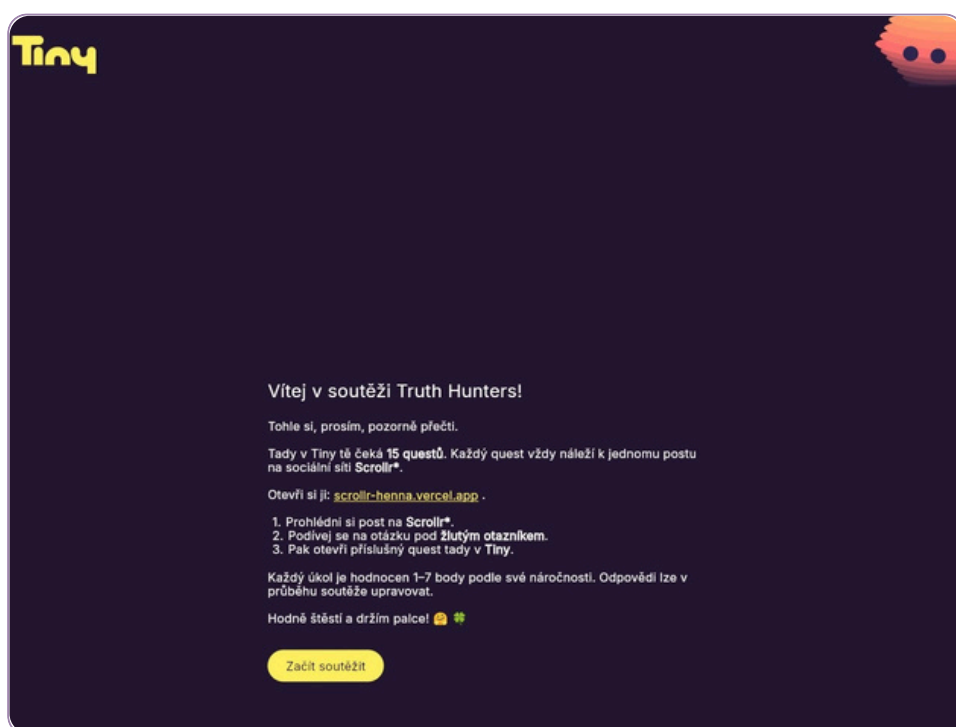 Tiny
Vítej v soutěži Truth Hunters!
Tohle si, prosím, pozorně přečti.
Tady v Tiny tě čeká 15 questů. Každý quest vždy náleží k jednomu postu
na sociální síti Scrollr*.
Otevři si ji: scrollr-henna.vercel.app .
1. Prohlédni si post na Scrollr*.
2. Podívej se na otázku pod žlutým otazníkem.
3. Pak otevři příslušný quest tady v Tiny.
Každý úkol je hodnocen 1–7 body podle své náročnosti. Odpovědi lze v
průběhu soutěže upravovat.
Hodně štěstí a držím palce! 🤗 🍀
Začít soutěžit